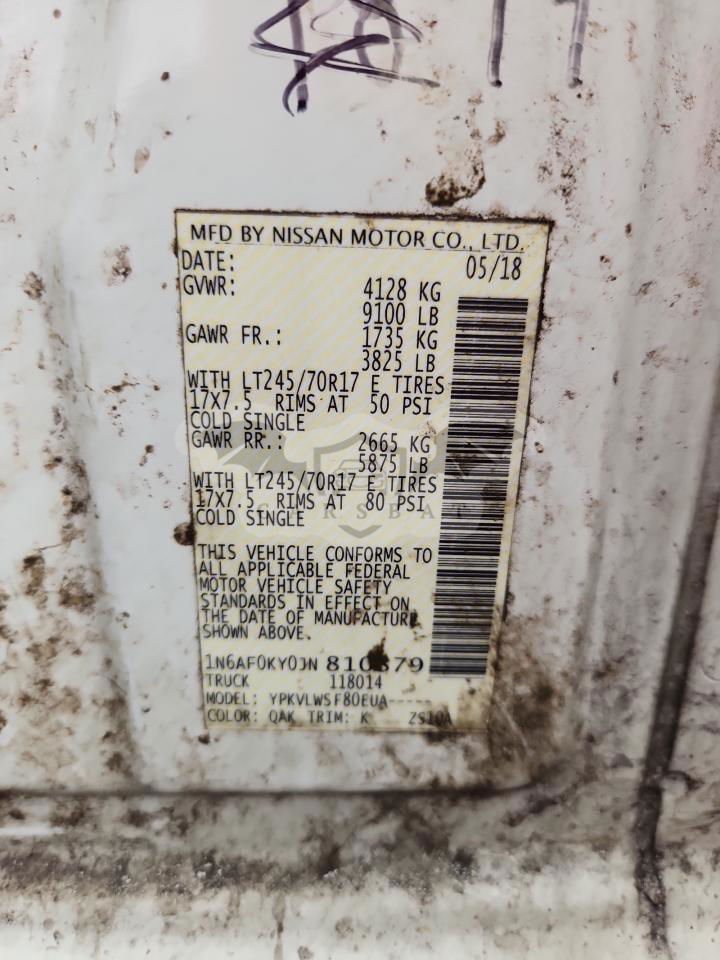 MFD BY NISSAN MOTOR CO., LTD.
DATE: 05/18
GVWR: 4128 KG
9100 LB
GAWR FR.: 1735 KG
3825 LB
WITH LT245/70R17 E TIRES
17X7.5 RIMS AT 50 PSI
COLD SINGLE
GAWR RR.: 2665 KG
5875 LB
WITH LT245/70R17 E TIRES
17X7.5 RIMS AT 80 PSI
COLD SINGLE
THIS VEHICLE CONFORMS TO
ALL APPLICABLE FEDERAL
MOTOR VEHICLE SAFETY
STANDARDS IN EFFECT ON
THE DATE OF MANUFACTURE
SHOWN ABOVE.
1N6AF0KY0JN
TRUCK 118014
MODEL: YPKVLWSF80EUA-----
COLOR: QAK TRIM: K ZS10A